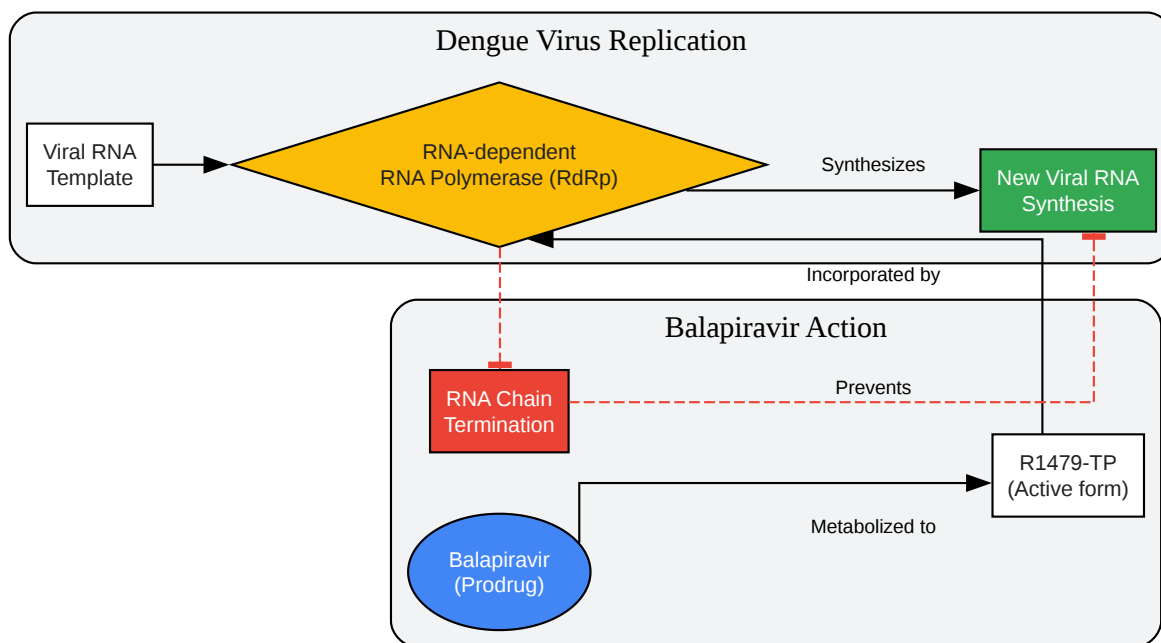 Dengue Virus Replication
Viral RNA
Template
RNA-dependent
RNA Polymerase (RdRp)
Synthesizes
New Viral RNA
Synthesis
Incorporated by
Balapiravir Action
RNA Chain
Termination
Prevents
R1479-TP
(Active form)
Metabolized to
Balapiravir
(Prodrug)